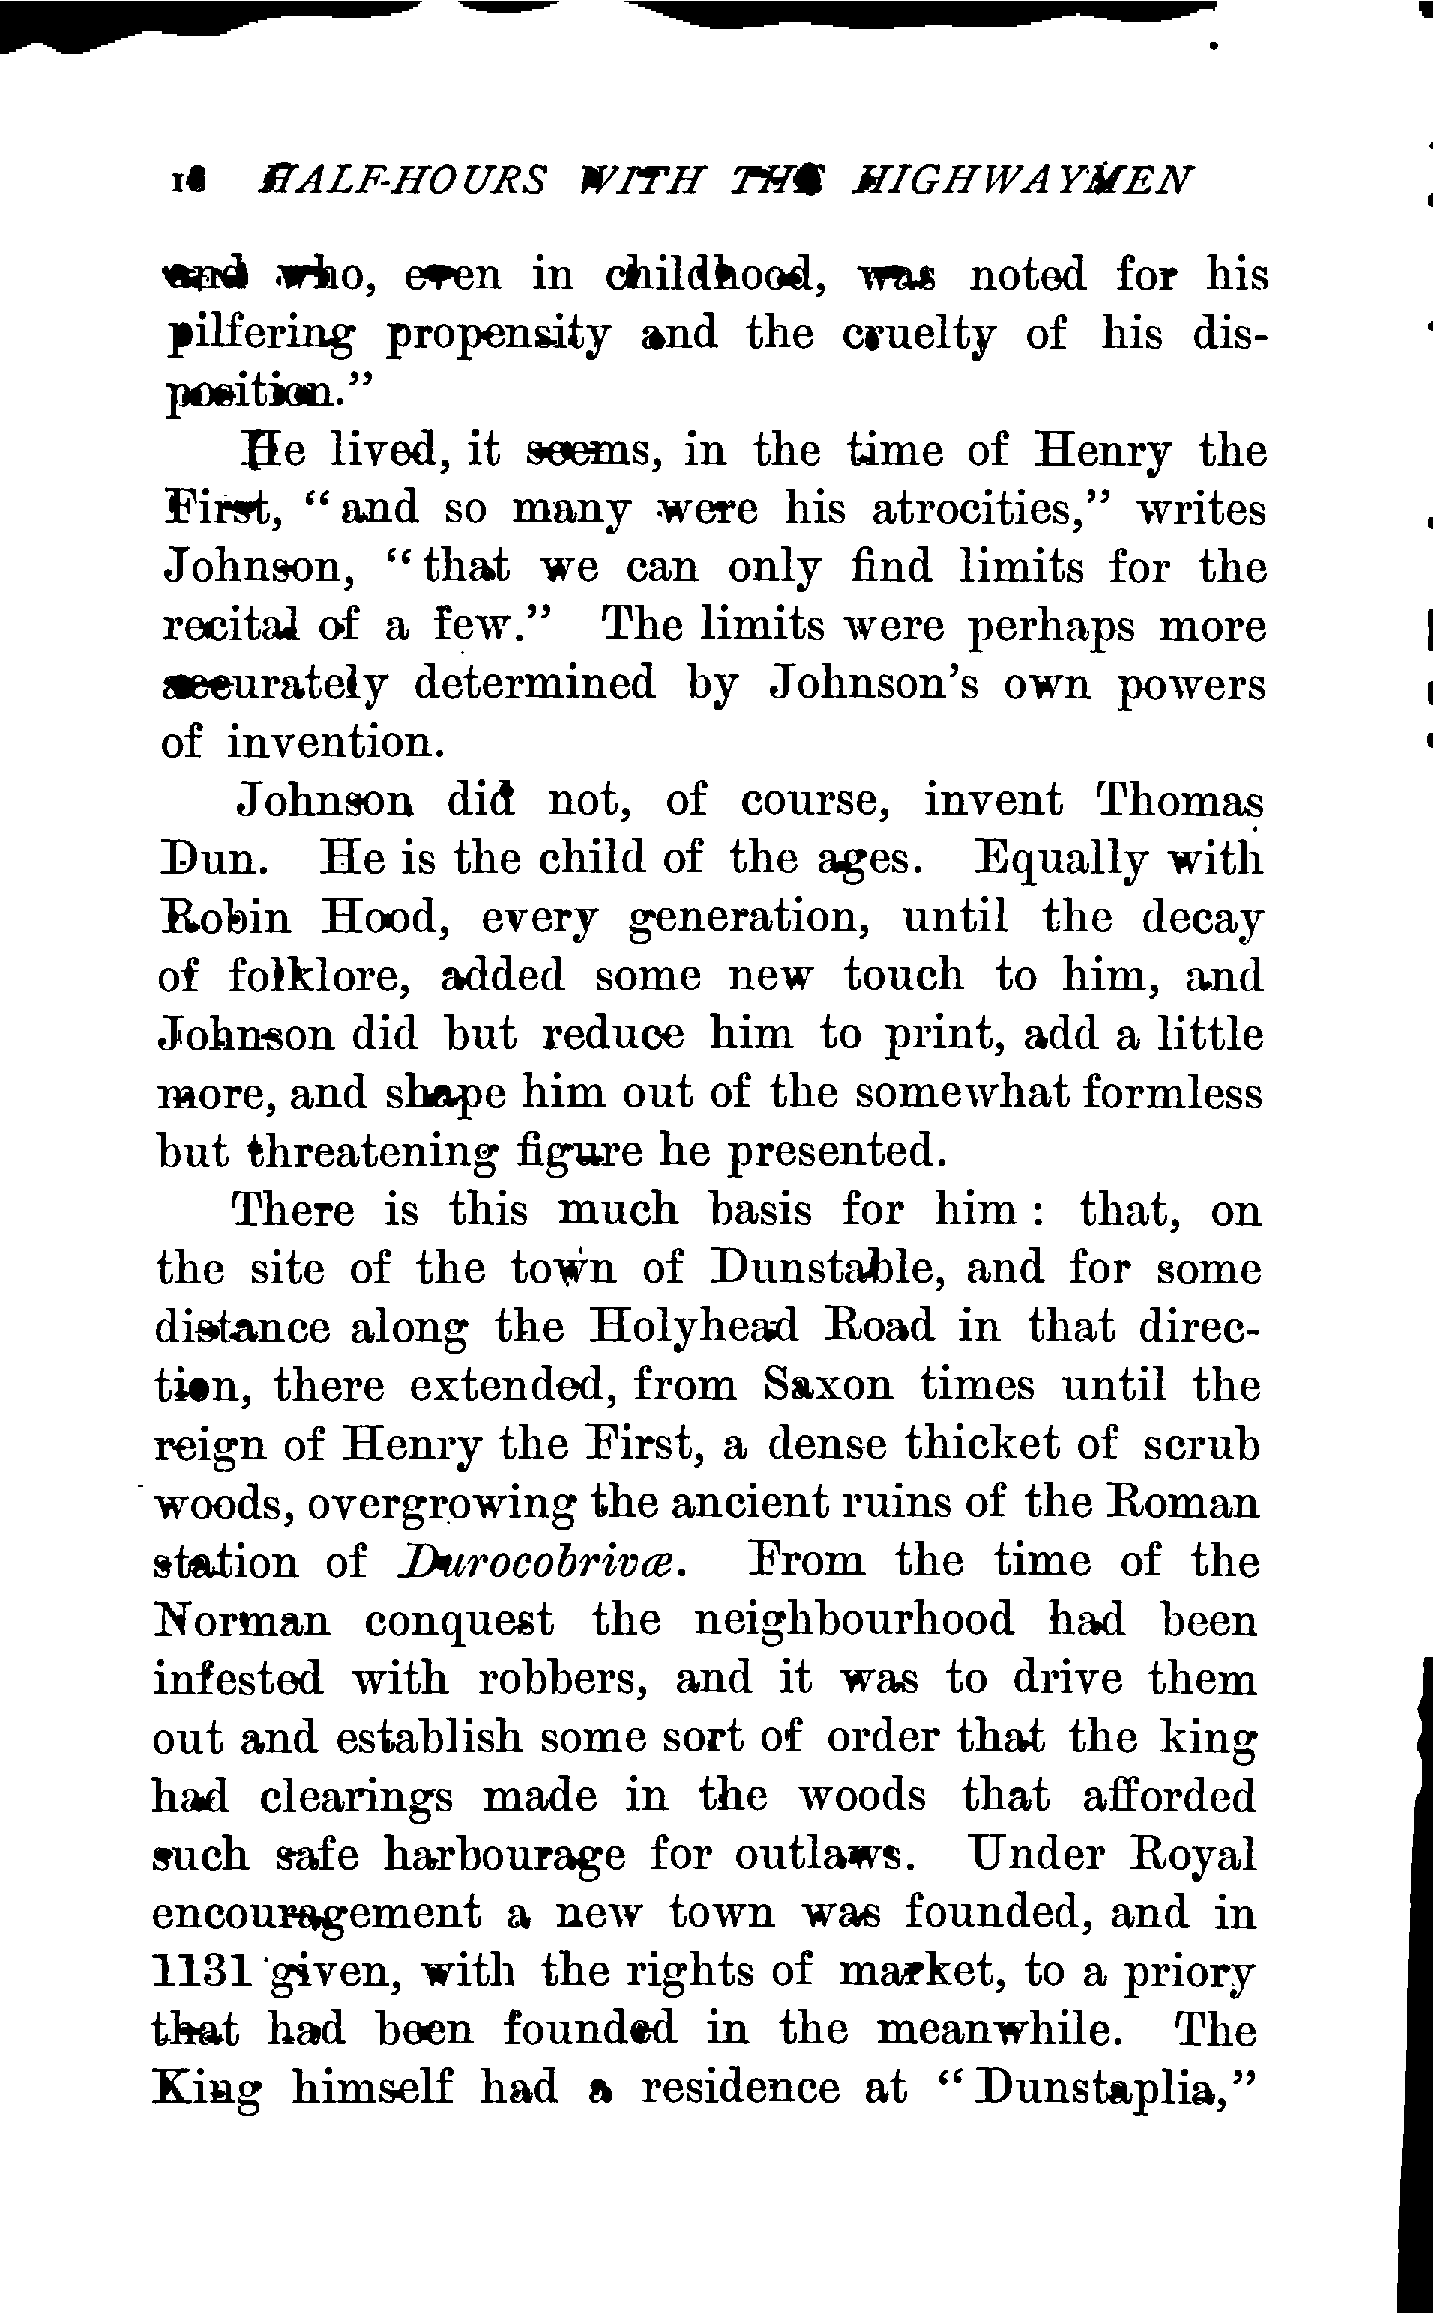 HALF-HOURS WITH THE HIGHWAYMEN
and who, even in childhood, was noted for his
pilfering propensity and the cruelty of his dis-
position."
He lived, it seems, in the time of Henry the
First, "and so many were his atrocities," writes
Johnson, "that we can only find limits for the
recital of a few." The limits were perhaps more
accurately determined by Johnson's own powers
of invention.
Johnson did not, of course, invent Thomas
Dun. He is the child of the ages. Equally with
Robin Hood, every generation, until the decay
of folklore, added some new touch to him, and
Johnson did but reduce him to print, add a little
more, and shape him out of the somewhat formless
but threatening figure he presented.
There is this much basis for him : that, on
the site of the town of Dunstable, and for some
distance along the Holyhead Road in that direc-
tion, there extended, from Saxon times until the
reign of Henry the First, a dense thicket of scrub
woods, overgrowing the ancient ruins of the Roman
station of Durocobrivæ. From the time of the
Norman conquest the neighbourhood had been
infested with robbers, and it was to drive them
out and establish some sort of order that the king
had clearings made in the woods that afforded
such safe harbourage for outlaws. Under Royal
encouragement a new town was founded, and in
1131 given, with the rights of market, to a priory
that had been founded in the meanwhile. The
King himself had a residence at "Dunstaplia,"